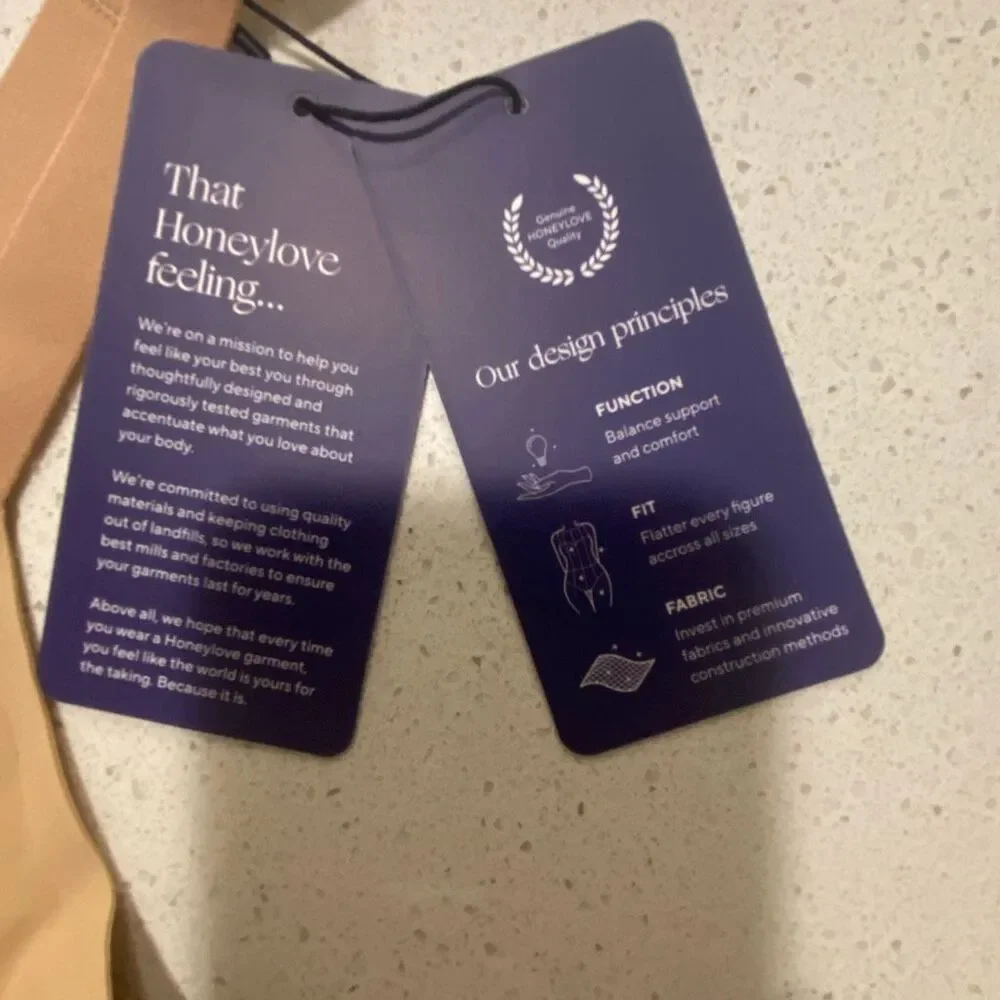 That
Honeylove
feeling...
We're on a mission to help you
feel like your best you through
thoughtfully designed and
rigorously tested garments that
accentuate what you love about
your body.
We're committed to using quality
materials and keeping clothing
out of landfills, so we work with the
best mills and factories to ensure
your garments last for years.
Above all, we hope that every time
you wear a Honeylove garment,
you feel like the world is yours for
the taking. Because it is.
Genuine
HONEYLOVE
Quality
Our design principles
FUNCTION
Balance support
and comfort
FIT
Flatter every figure
accross all sizes
FABRIC
Invest in premium
fabrics and innovative
construction methods